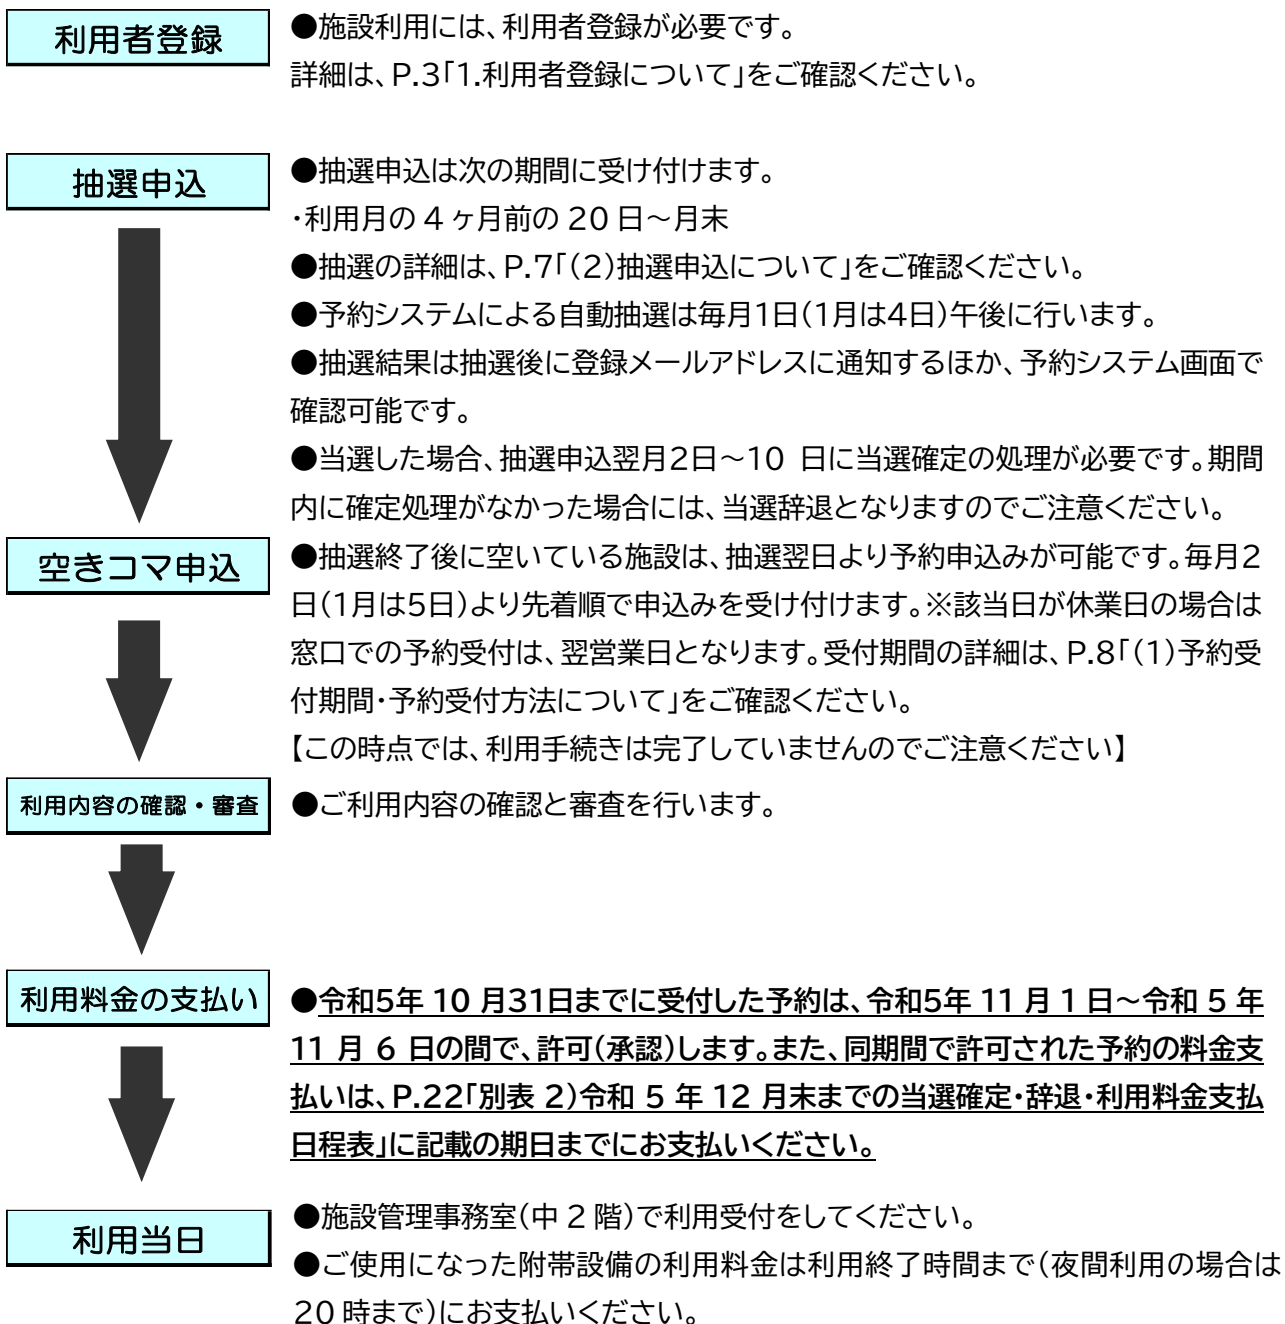 利用者登録
●施設利用には、利用者登録が必要です。
詳細は、P.3「1.利用者登録について」をご確認ください。
抽選申込
●抽選申込は次の期間に受け付けます。
・利用月の 4 ヶ月前の 20 日～月末
●抽選の詳細は、P.7「(2)抽選申込について」をご確認ください。
●予約システムによる自動抽選は毎月1日(1月は4日)午後に行います。
●抽選結果は抽選後に登録メールアドレスに通知するほか、予約システム画面で
確認可能です。
●当選した場合、抽選申込翌月2日～10 日に当選確定の処理が必要です。期間
内に確定処理がなかった場合には、当選辞退となりますのでご注意ください。
空きコマ申込
●抽選終了後に空いている施設は、抽選翌日より予約申込みが可能です。毎月2
日(1月は5日)より先着順で申込みを受け付けます。※該当日が休業日の場合は
窓口での予約受付は、翌営業日となります。受付期間の詳細は、P.8「(1)予約受
付期間・予約受付方法について」をご確認ください。
【この時点では、利用手続きは完了していませんのでご注意ください】
利用内容の確認・審査
●ご利用内容の確認と審査を行います。
利用料金の支払い
●令和5年 10 月31日までに受付した予約は、令和5年 11 月 1 日～令和 5 年
11 月 6 日の間で、許可(承認)します。また、同期間で許可された予約の料金支
払いは、P.22「別表 2)令和 5 年 12 月末までの当選確定・辞退・利用料金支払
日程表」に記載の期日までにお支払いください。
利用当日
●施設管理事務室(中 2 階)で利用受付をしてください。
●ご使用になった附帯設備の利用料金は利用終了時間まで(夜間利用の場合は
20 時まで)にお支払いください。